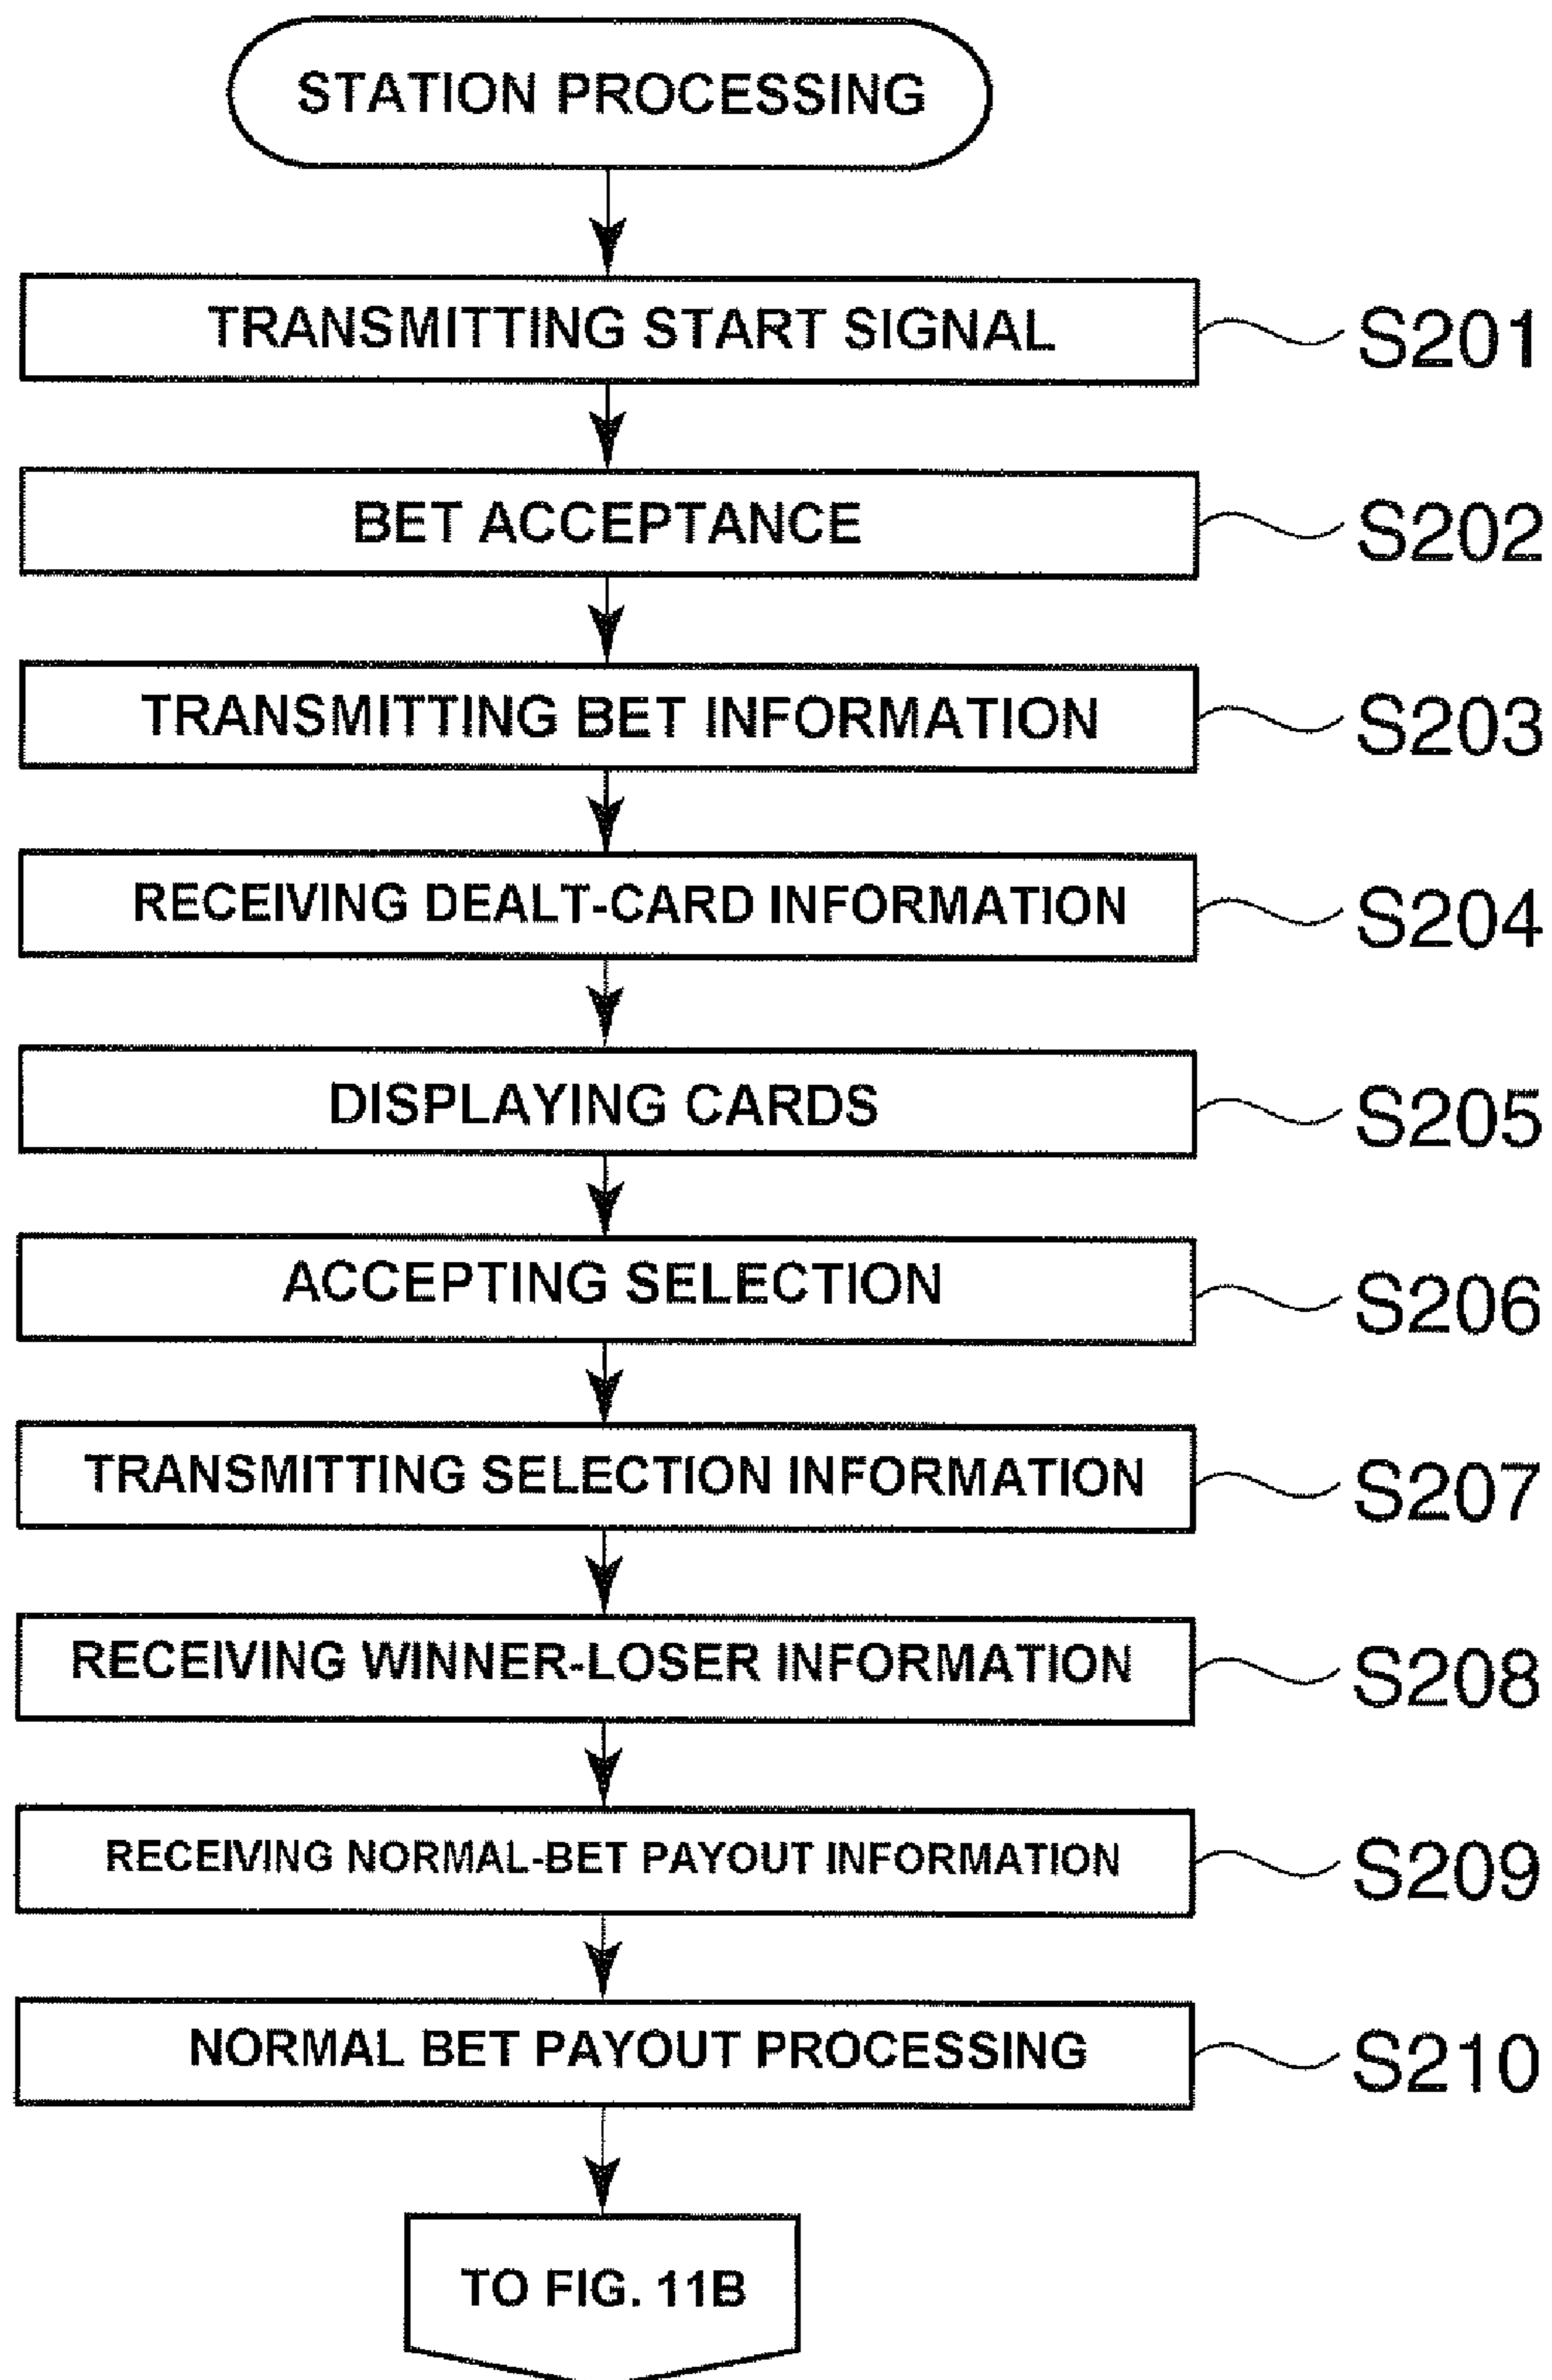 STATION PROCESSING
TRANSMITTING START SIGNAL
S201
BET ACCEPTANCE
S202
TRANSMITTING BET INFORMATION
S203
RECEIVING DEALT-CARD INFORMATION
S204
DISPLAYING CARDS
S205
ACCEPTING SELECTION
S206
TRANSMITTING SELECTION INFORMATION
S207
RECEIVING WINNER-LOSER INFORMATION
S208
RECEIVING NORMAL-BET PAYOUT INFORMATION
S209
NORMAL BET PAYOUT PROCESSING
S210
TO FIG. 11B